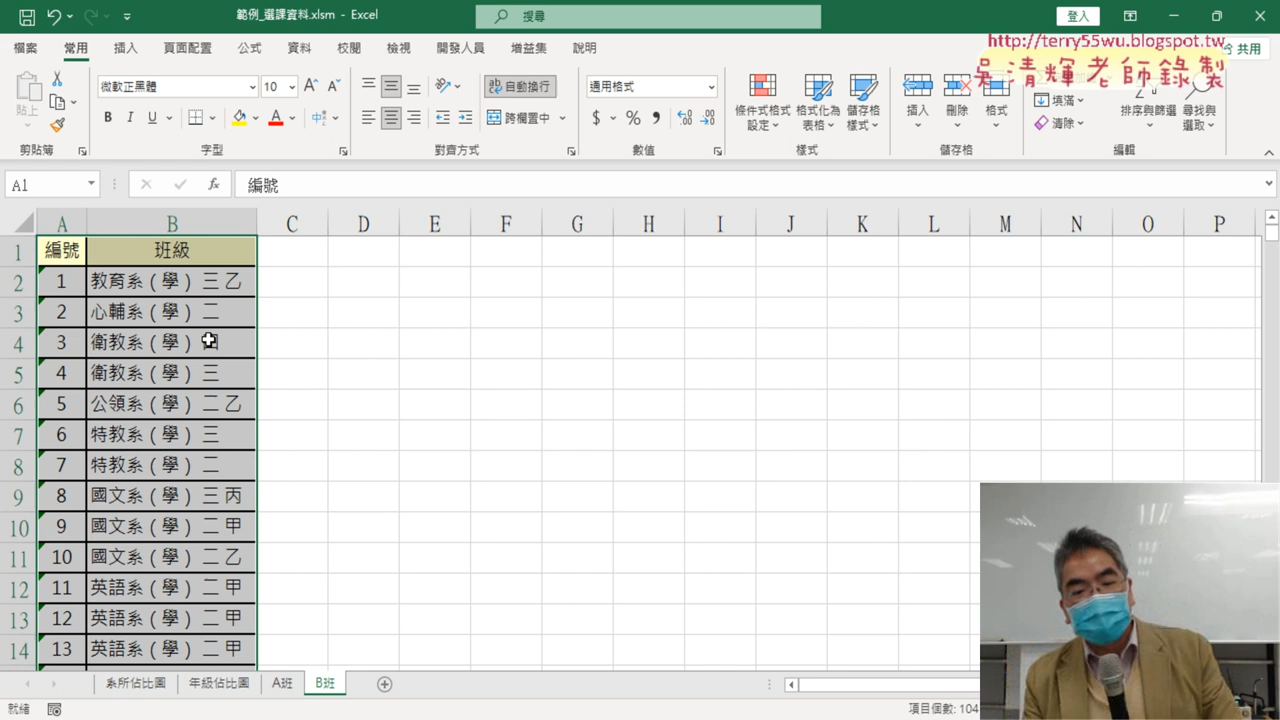 範例_選課資料.xlsm - Excel
搜尋
登入
檔案 常用 插入 頁面配置 公式 資料 校閱 檢視 開發人員 增益集 說明
共用
http://terry55wu.blogspot.tw
吳清輝老師錄製
貼上
微軟正黑體
10
自動換行
通用格式
跨欄置中
條件式格式設定
格式化為表格
儲存格樣式
插入
刪除
格式
填滿
清除
排序與篩選
尋找與選取
剪貼簿 字型 對齊方式 數值 樣式 儲存格 編輯
A1
編號
A B C D E F G H I J K L M N O P
1 編號 班級
2 1 教育系(學) 三 乙
3 2 心輔系(學) 二
4 3 衛教系(學)
5 4 衛教系(學) 三
6 5 公領系(學) 二 乙
7 6 特教系(學) 三
8 7 特教系(學) 二
9 8 國文系(學) 三 丙
10 9 國文系(學) 二 甲
11 10 國文系(學) 二 乙
12 11 英語系(學) 二 甲
13 12 英語系(學) 二 甲
14 13 英語系(學) 二 甲
系所佔比圖 年級佔比圖 A班 B班
就緒
項目個數: 104